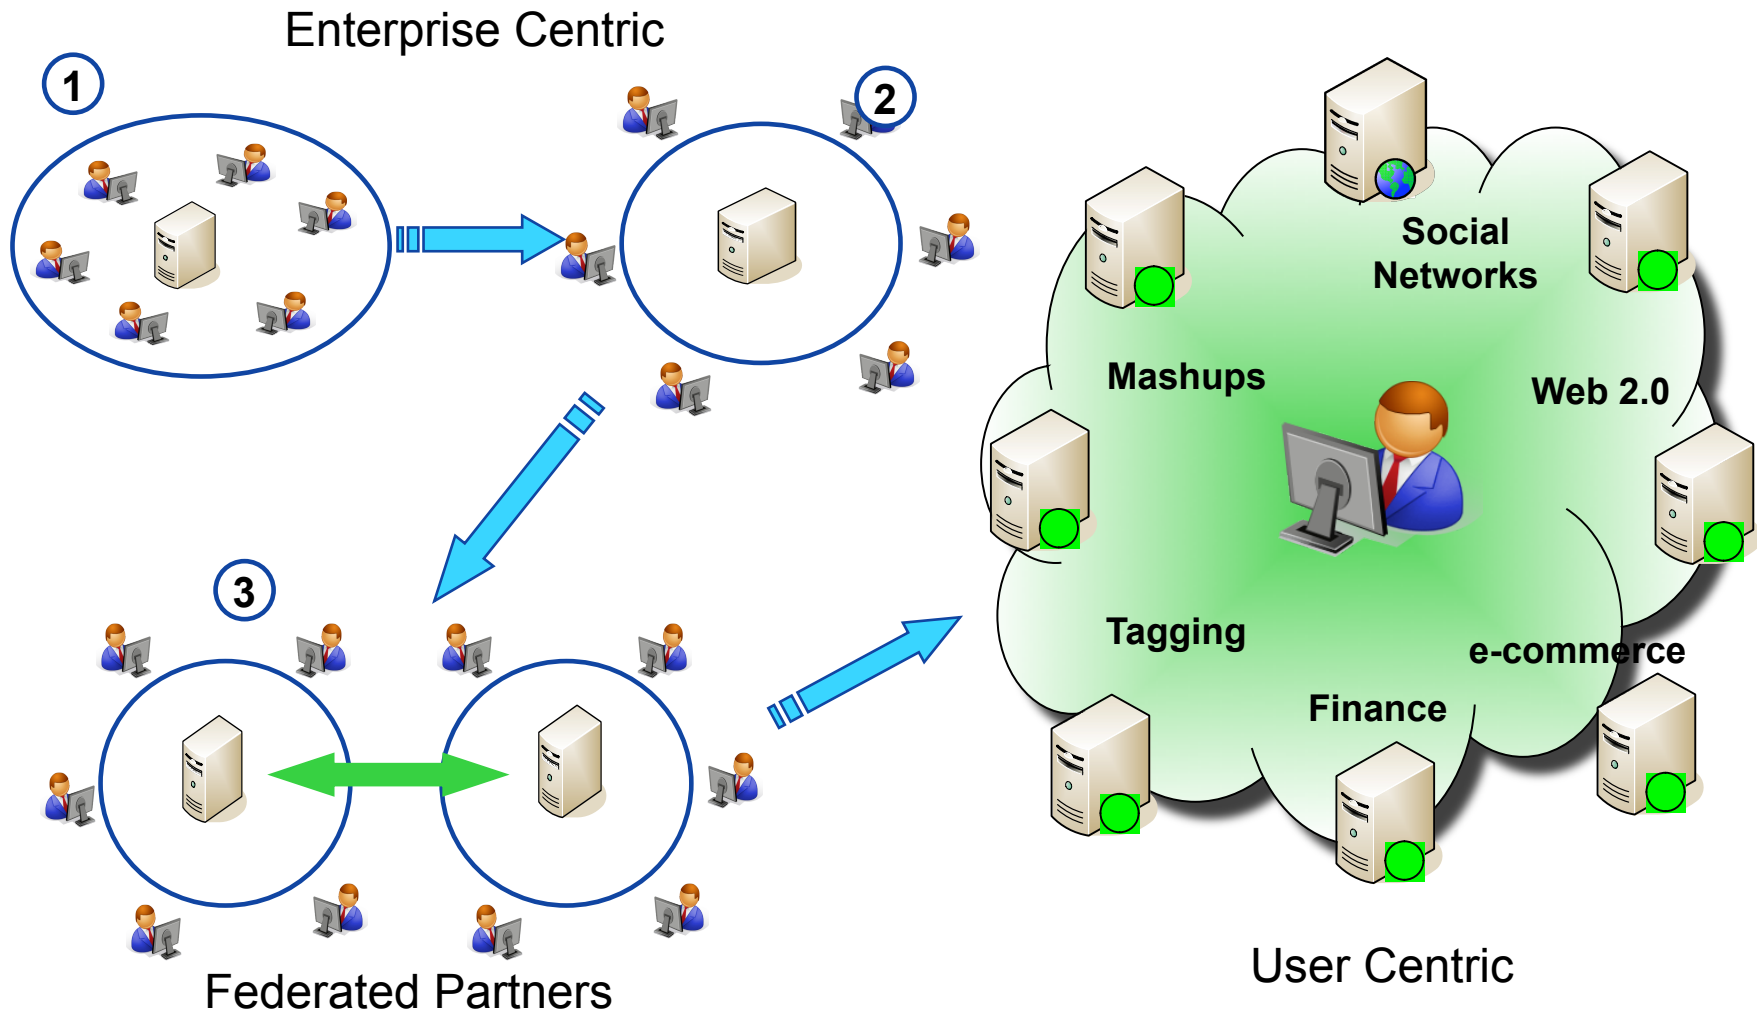 Enterprise Centric
1
2
Social
Networks
Mashups
Web 2.0
3
Tagging
e-commerce
Finance
User Centric
Federated Partners